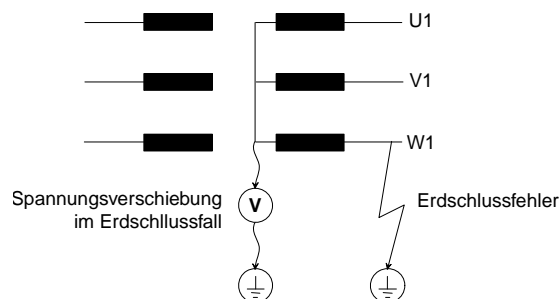 U1
V1
W1
Spannungsverschiebung
im Erdschllussfall
V
Erdschlussfehler